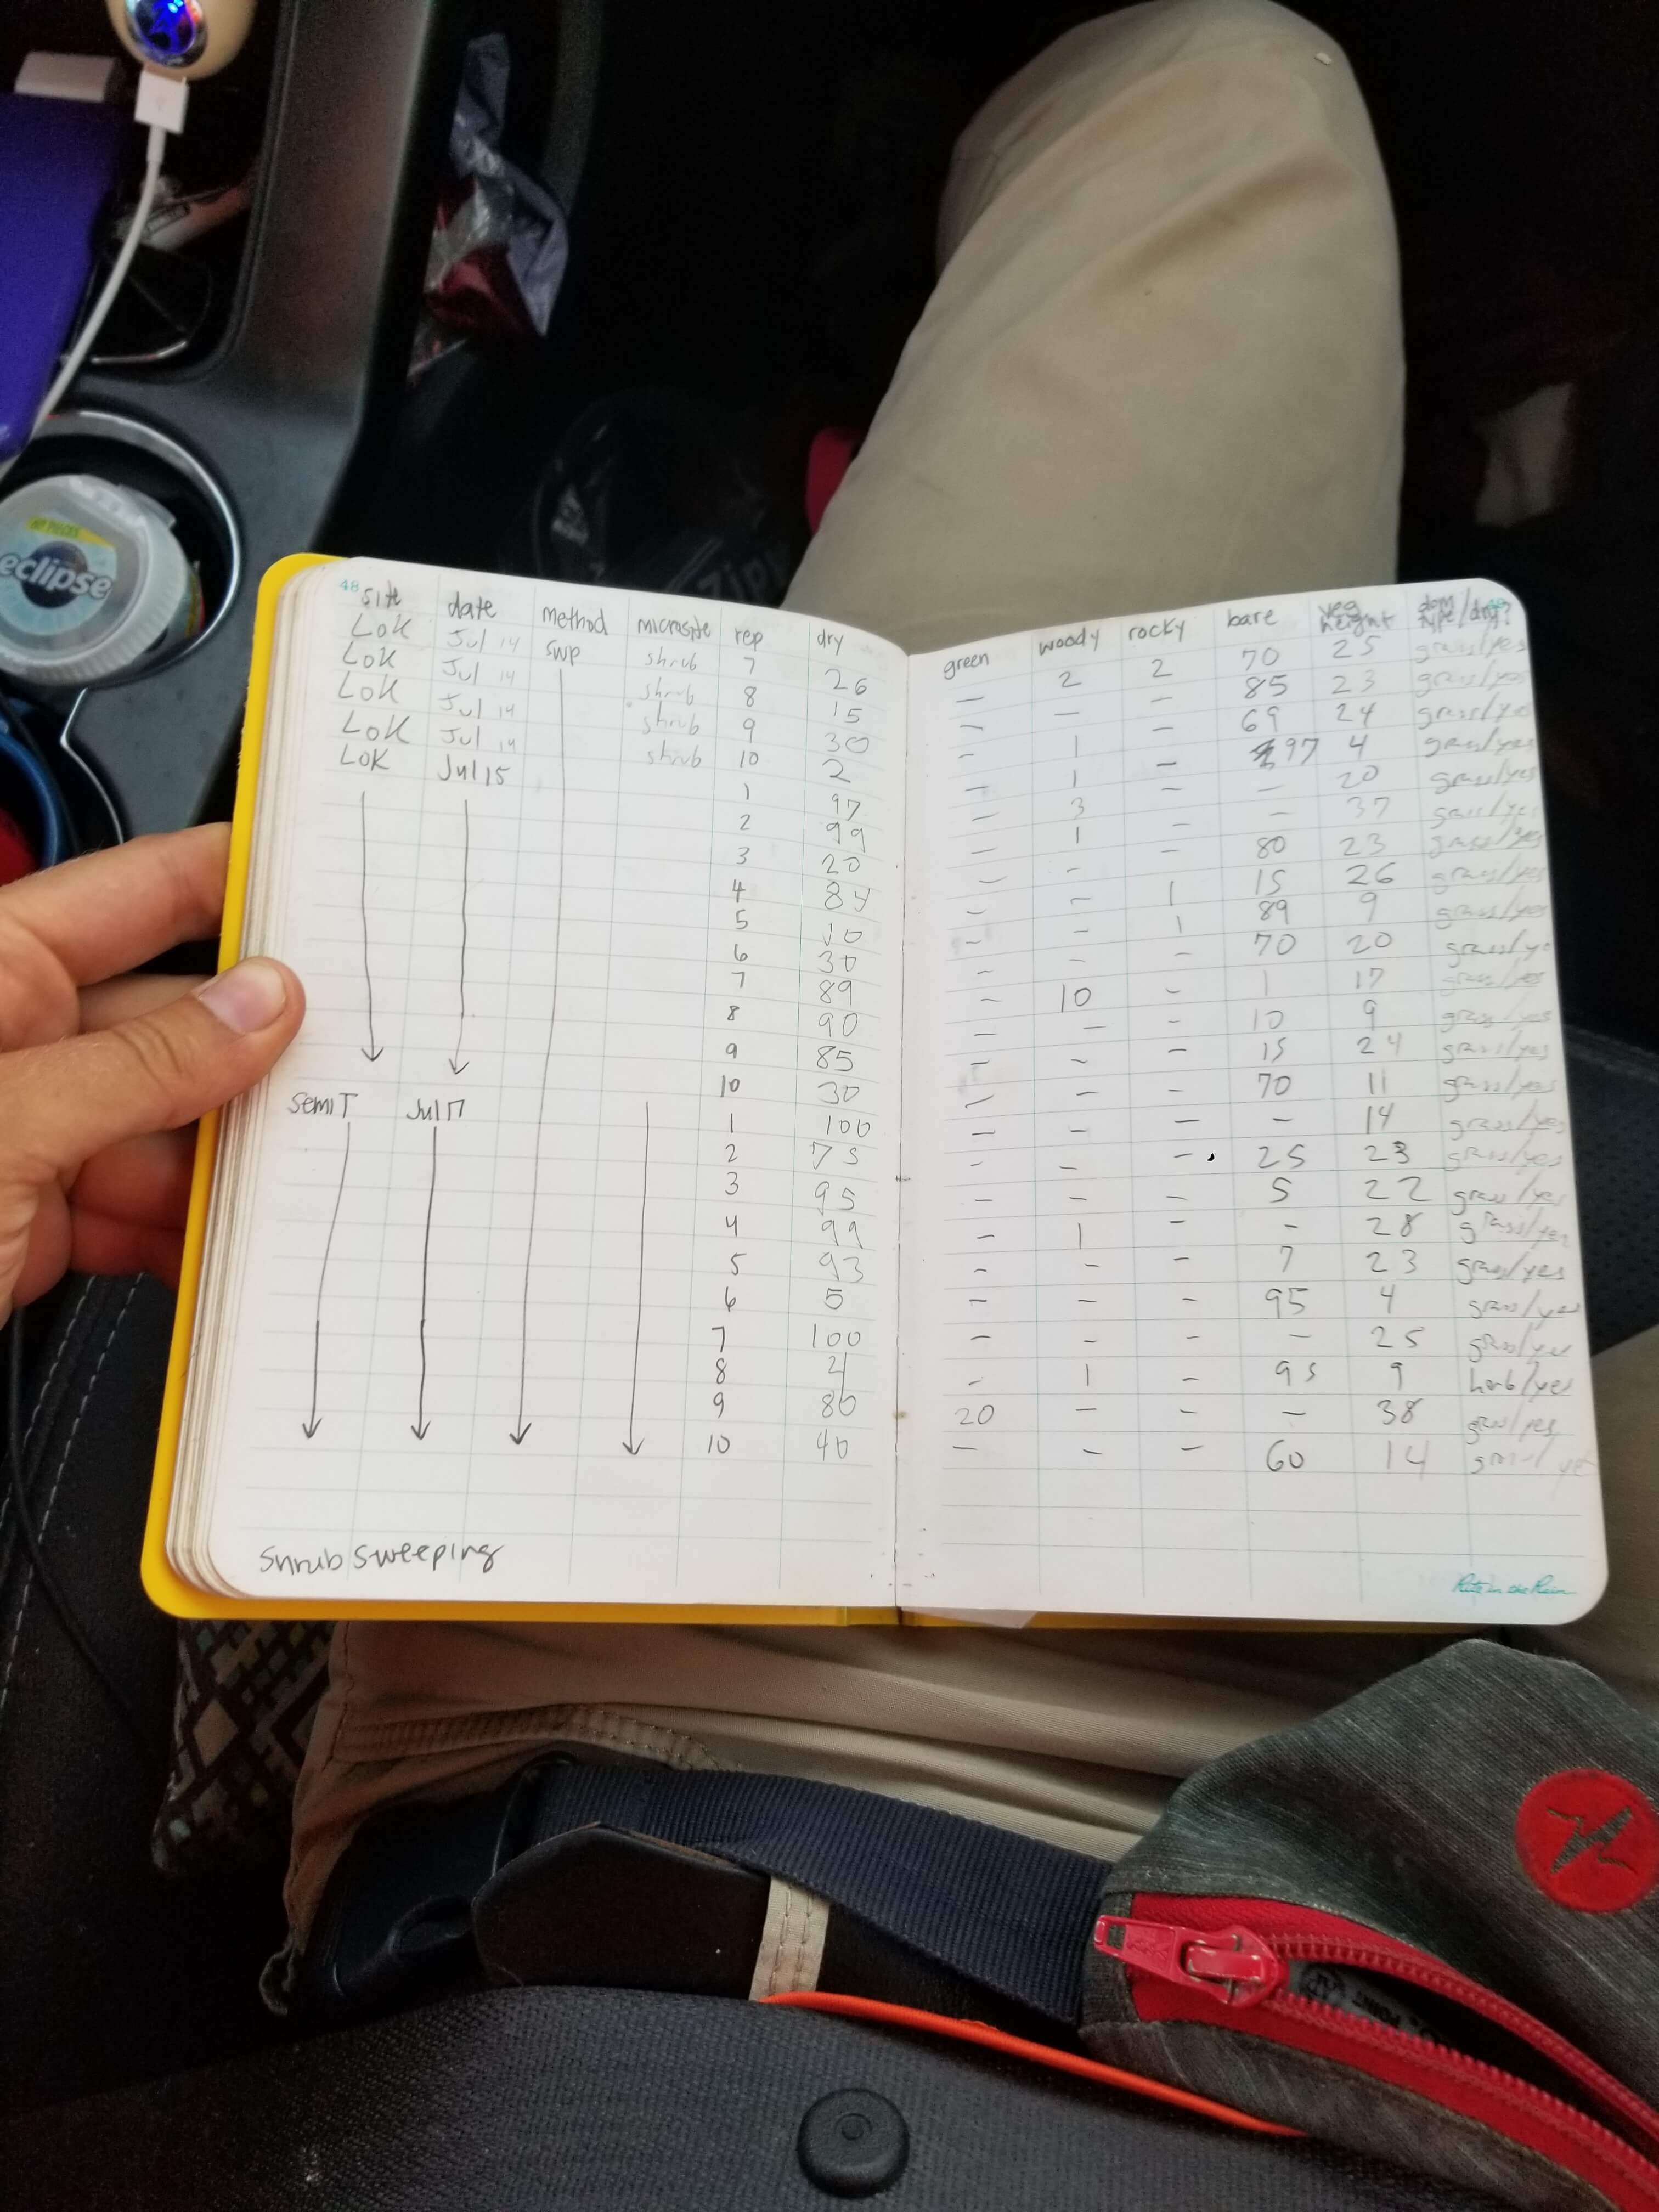 eclipse
60 PIECES
Zip
48
site date method microsite rep dry green woody rocky bare veg height dom type/dry?
LOK Jul 14 swp shrub 7 26 — 2 2 70 25 grass/yes
LOK Jul 14 shrub 8 15 — — — 85 23 grass/yes
LOK Jul 14 shrub 9 30 — 1 — 69 24 grass/yes
LOK Jul 14 shrub 10 2 — 1 — 97 4 grass/yes
LOK Jul 15 1 97 — 3 — — 20 grass/yes
2 99 — 1 — — 37 grass/yes
3 20 — - — 80 23 grass/yes
4 84 — - 1 15 26 grass/yes
5 10 — - 1 89 9 grass/yes
6 30 — - - 70 20 grass/ye
7 89 — 10 - 1 17 grass/yes
8 90 — — - 10 9 grass/yes
9 85 — - - 15 24 grass/yes
10 30 — - - 70 11 grass/yes
semi T Jul 17 1 100 — - — - 14 grass/yes
2 75 - - - 25 23 grass/yes
3 95 - - - 5 22 grass/yes
4 99 — 1 - - 28 grass/yes
5 93 - - - 7 23 grass/yes
6 5 - - - 95 4 grass/yes
7 100 - - - - 25 grass/yes
8 4 - 1 - 95 9 herb/yes
9 80 20 — - - 38 grass/yes
10 40 — - — 60 14 grass/ye
Shrub sweeping
Rite in the Rain